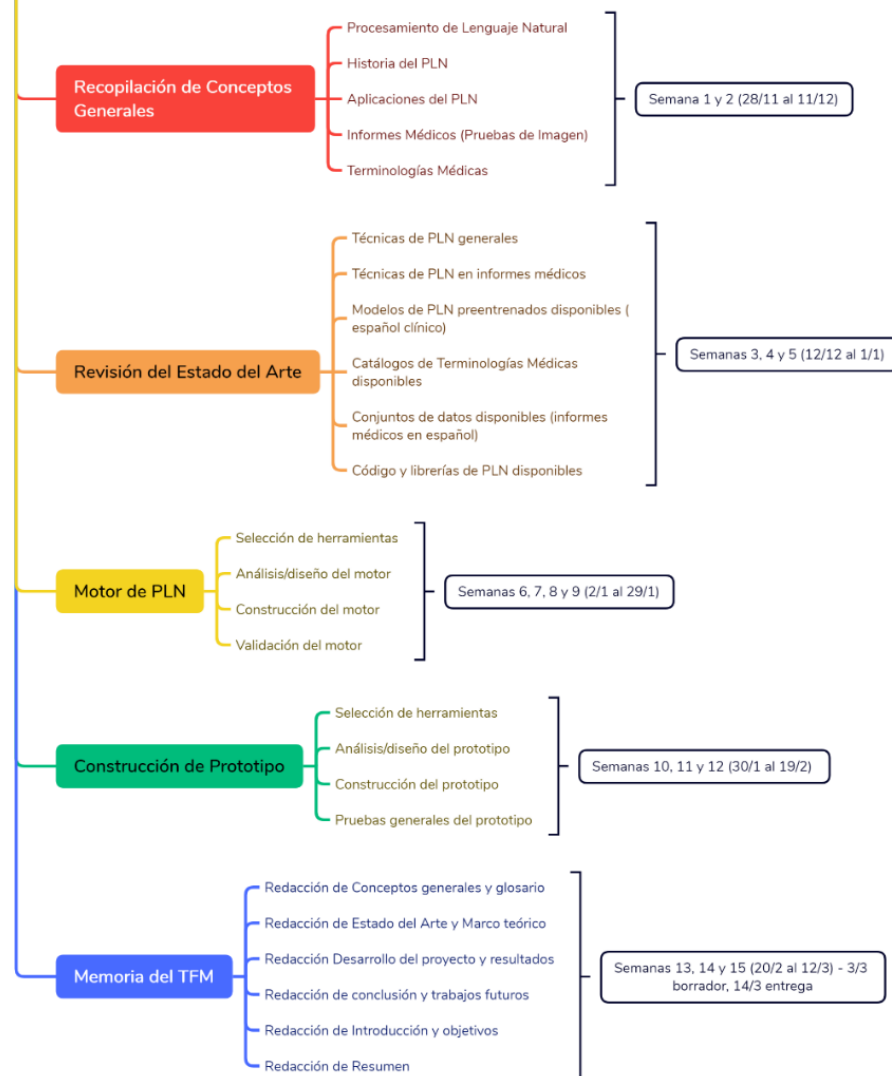 Recopilación de Conceptos
Generales
Procesamiento de Lenguaje Natural
Historia del PLN
Aplicaciones del PLN
Informes Médicos (Pruebas de Imagen)
Terminologías Médicas
Semana 1 y 2 (28/11 al 11/12)
Revisión del Estado del Arte
Técnicas de PLN generales
Técnicas de PLN en informes médicos
Modelos de PLN preentrenados disponibles (
español clínico)
Catálogos de Terminologías Médicas
disponibles
Conjuntos de datos disponibles (informes
médicos en español)
Código y librerías de PLN disponibles
Semanas 3, 4 y 5 (12/12 al 1/1)
Motor de PLN
Selección de herramientas
Análisis/diseño del motor
Construcción del motor
Validación del motor
Semanas 6, 7, 8 y 9 (2/1 al 29/1)
Construcción de Prototipo
Selección de herramientas
Análisis/diseño del prototipo
Construcción del prototipo
Pruebas generales del prototipo
Semanas 10, 11 y 12 (30/1 al 19/2)
Memoria del TFM
Redacción de Conceptos generales y glosario
Redacción de Estado del Arte y Marco teórico
Redacción Desarrollo del proyecto y resultados
Redacción de conclusión y trabajos futuros
Redacción de Introducción y objetivos
Redacción de Resumen
Semanas 13, 14 y 15 (20/2 al 12/3) - 3/3
borrador, 14/3 entrega